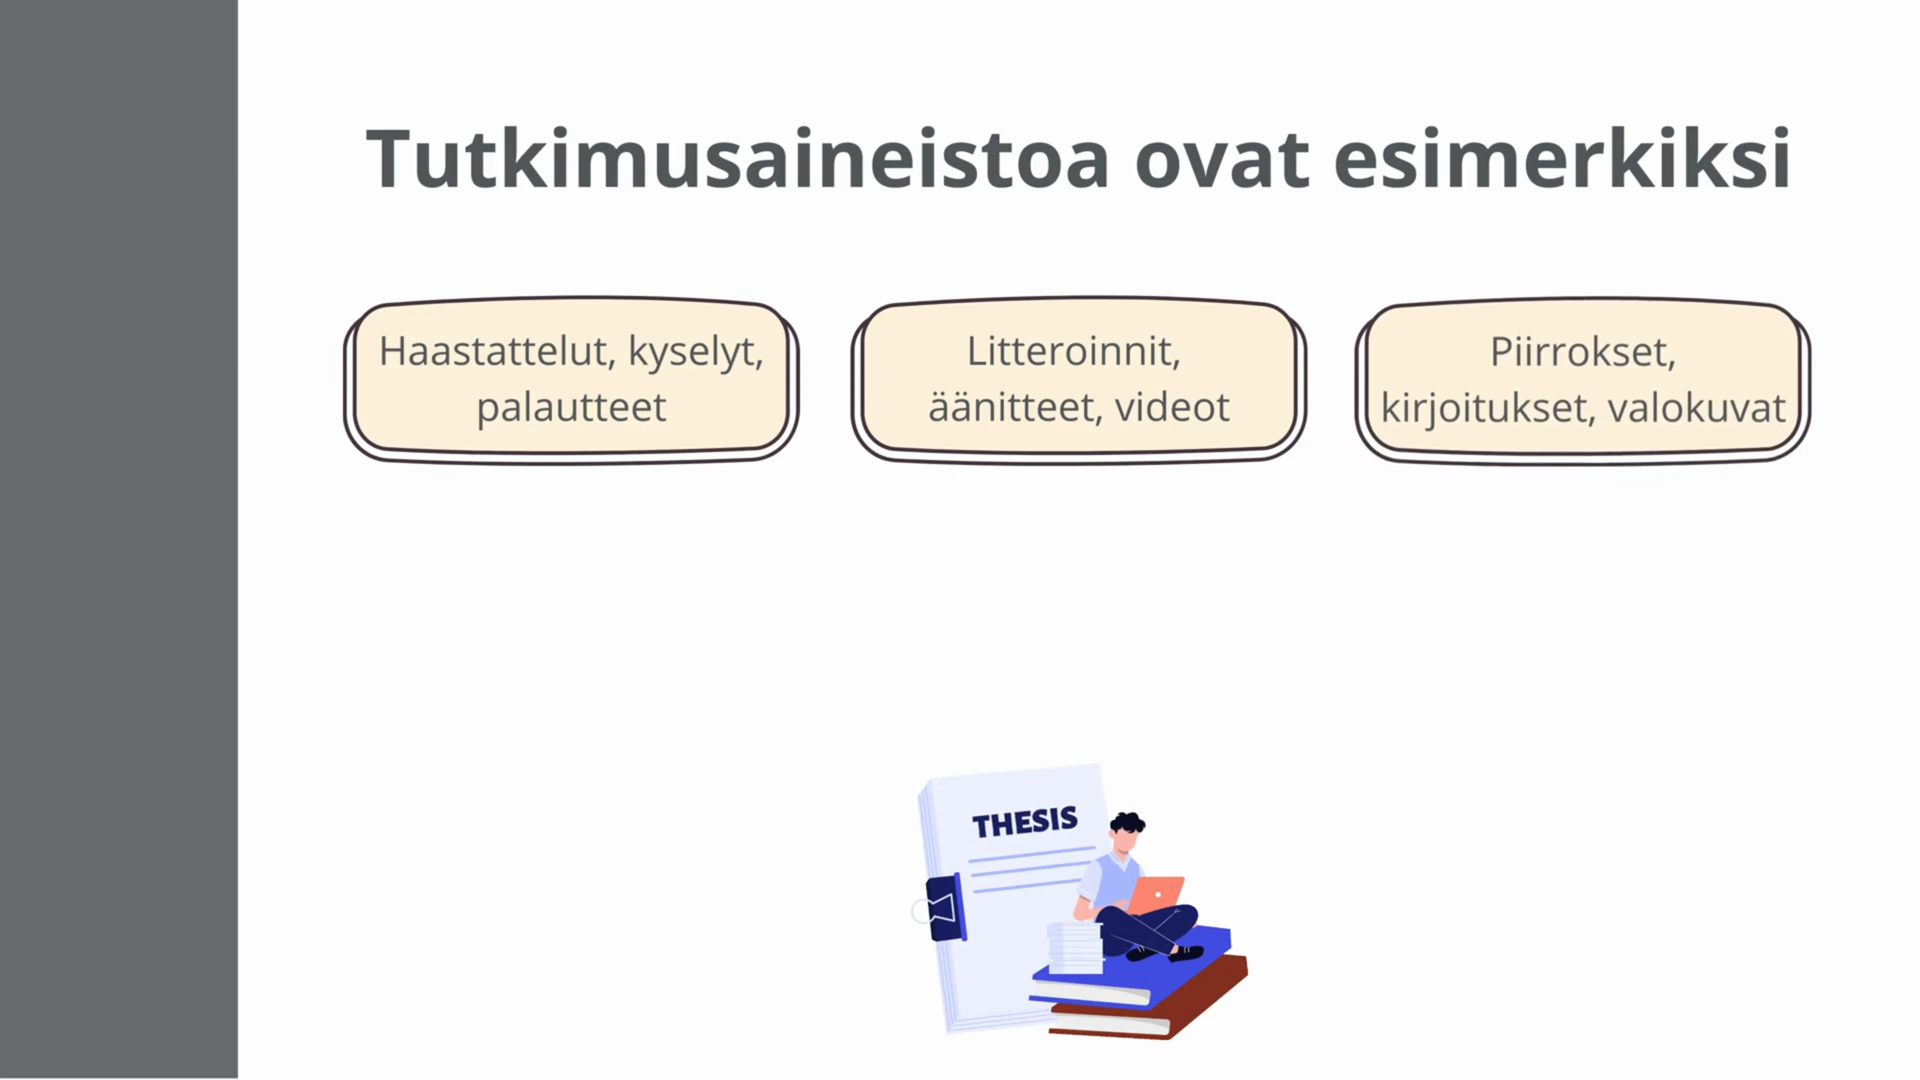 Tutkimusaineistoa ovat esimerkiksi
Haastattelut, kyselyt,
palautteet
Litteroinnit,
äänitteet, videot
Piirrokset,
kirjoitukset, valokuvat
THESIS